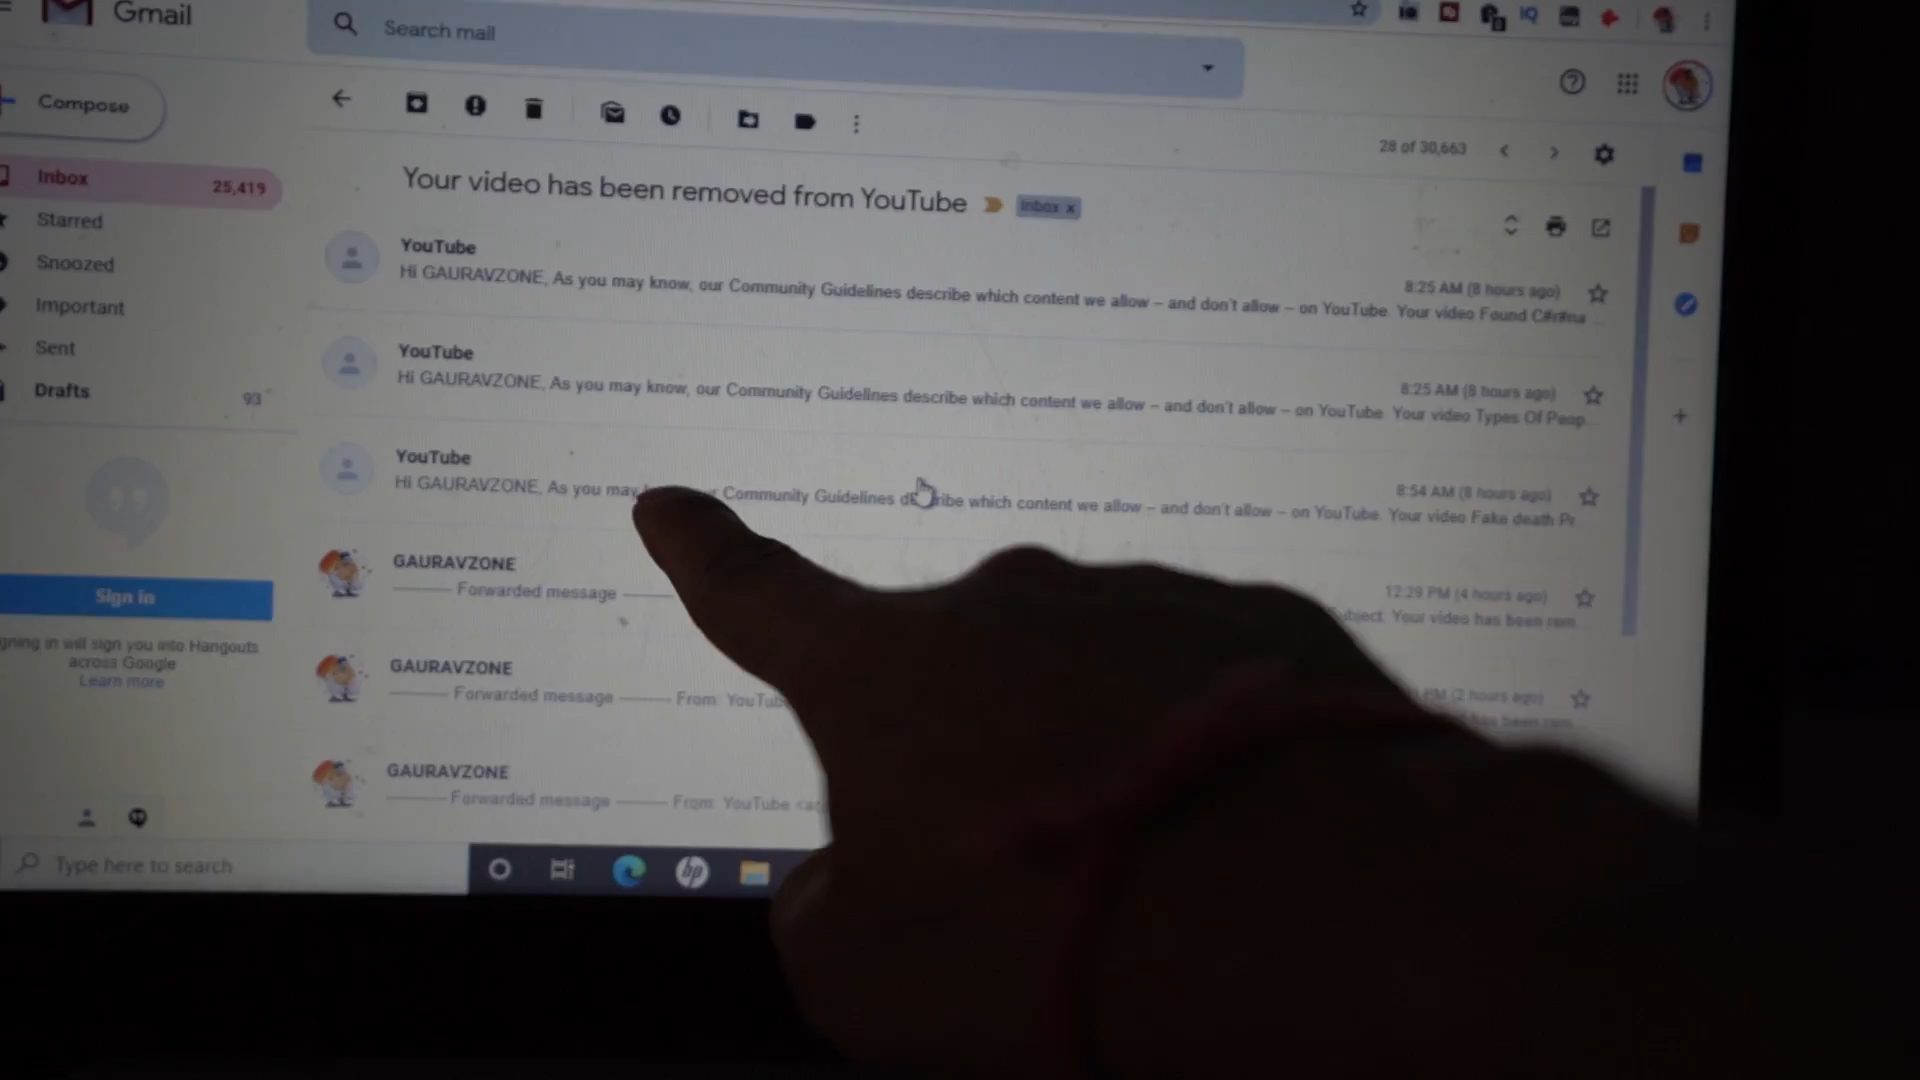 Gmail
Search mail
Compose
28 of 30,663
Inbox 25,419
Your video has been removed from YouTube Inbox x
Starred
YouTube
8:25 AM (8 hours ago)
Hi GAURAVZONE, As you may know, our Community Guidelines describe which content we allow – and don't allow – on YouTube. Your video Found C#r#na ...
Snoozed
Important
YouTube
8:25 AM (8 hours ago)
Hi GAURAVZONE, As you may know, our Community Guidelines describe which content we allow – and don't allow – on YouTube. Your video Types Of Peop...
Sent
Drafts 93
YouTube
8:54 AM (8 hours ago)
Hi GAURAVZONE, As you may Community Guidelines describe which content we allow – and don't allow – on YouTube. Your video Fake death Pr
GAURAVZONE
12:29 PM (4 hours ago)
Forwarded message
Your video has been rem...
Sign in
signing in will sign you into Hangouts
across Google
Learn more
GAURAVZONE
PM (2 hours ago)
Forwarded message From: YouTube
has been rem...
GAURAVZONE
Forwarded message From: YouTube
Type here to search
hp
IQ